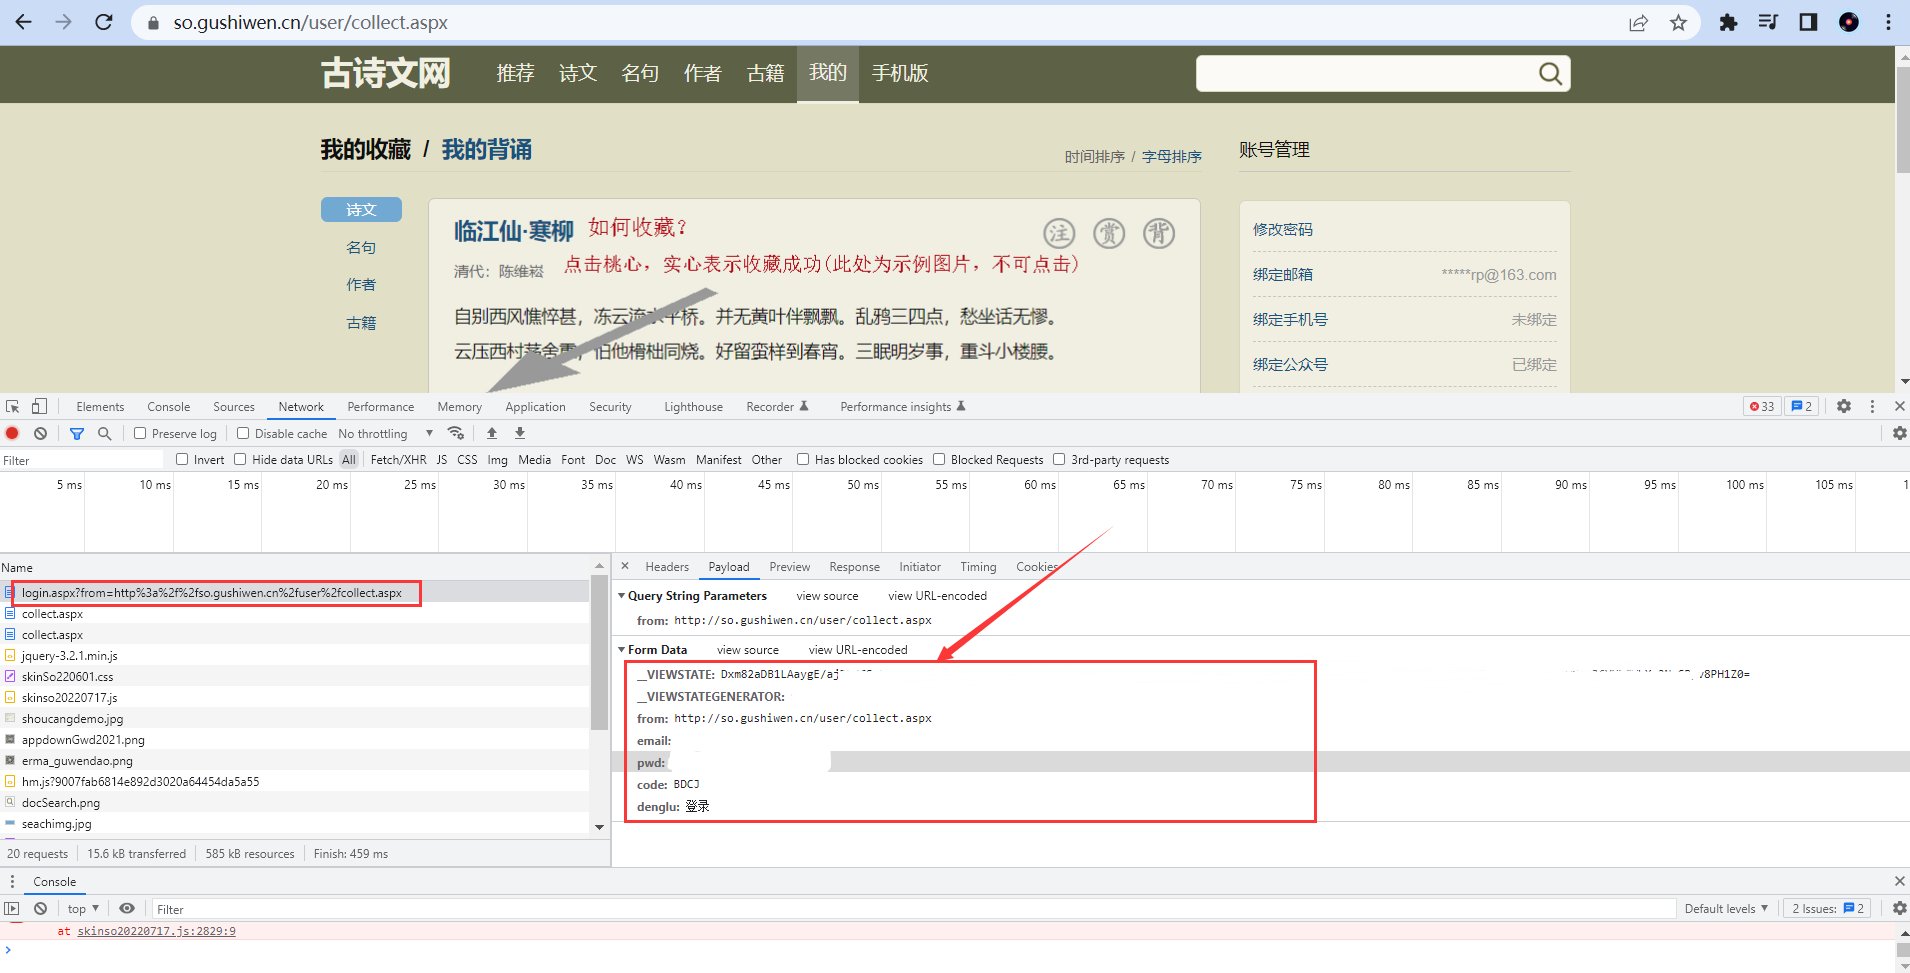 so.gushiwen.cn/user/collect.aspx
古诗文网 推荐 诗文 名句 作者 古籍 我的 手机版
我的收藏 / 我的背诵
时间排序 / 字母排序
账号管理
诗文
名句
作者
古籍
临江仙·寒柳 如何收藏?
注 赏 背
清代：陈维崧 点击桃心，实心表示收藏成功(此处为示例图片，不可点击)
自别西风憔悴甚，冻云流水平桥。并无黄叶伴飘飘。乱鸦三四点，愁坐话无憀。
云压西村茅舍重，怕他榾柮同烧。好留蛮样到春宵。三眠明岁事，重斗小楼腰。
修改密码
绑定邮箱 *****rp@163.com
绑定手机号 未绑定
绑定公众号 已绑定
Elements Console Sources Network Performance Memory Application Security Lighthouse Recorder Performance insights 33 2
Preserve log Disable cache No throttling
Filter Invert Hide data URLs All Fetch/XHR JS CSS Img Media Font Doc WS Wasm Manifest Other Has blocked cookies Blocked Requests 3rd-party requests
5 ms 10 ms 15 ms 20 ms 25 ms 30 ms 35 ms 40 ms 45 ms 50 ms 55 ms 60 ms 65 ms 70 ms 75 ms 80 ms 85 ms 90 ms 95 ms 100 ms 105 ms 1
Name
login.aspx?from=http%3a%2f%2fso.gushiwen.cn%2fuser%2fcollect.aspx
collect.aspx
collect.aspx
jquery-3.2.1.min.js
skinSo220601.css
skinso20220717.js
shoucangdemo.jpg
appdownGwd2021.png
erma_guwendao.png
hm.js?9007fab6814e892d3020a64454da5a55
docSearch.png
seachimg.jpg
20 requests 15.6 kB transferred 585 kB resources Finish: 459 ms
Headers Payload Preview Response Initiator Timing Cookies
Query String Parameters view source view URL-encoded
from: http://so.gushiwen.cn/user/collect.aspx
Form Data view source view URL-encoded
__VIEWSTATE: Dxm82aDB1LAaygE/aj v8PH1Z0=
__VIEWSTATEGENERATOR:
from: http://so.gushiwen.cn/user/collect.aspx
email:
pwd:
code: BDCJ
denglu: 登录
Console
top Filter Default levels 2 Issues: 2
at skinso20220717.js:2829:9